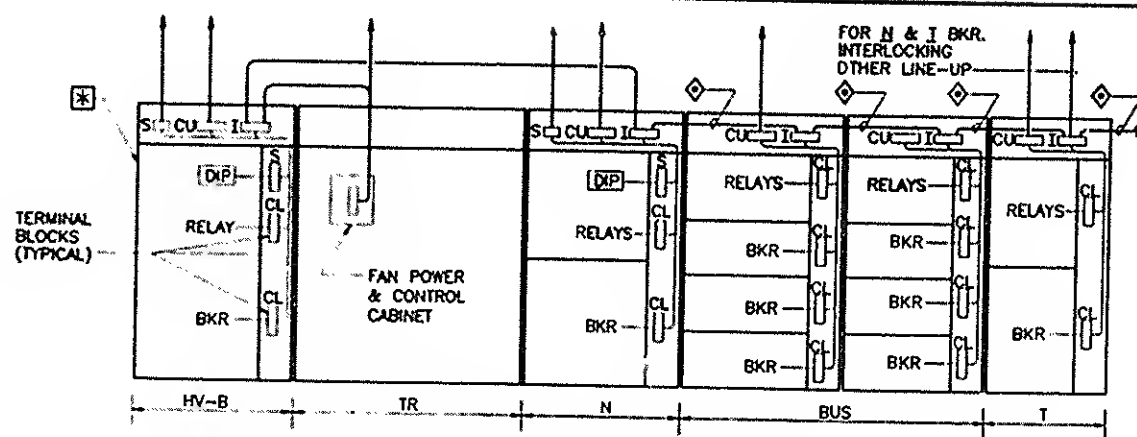 FOR N & I BKR.
INTERLOCKING
OTHER LINE-UP
*
S CU I
S CU I
CU I
CU I
CU I
S
DIP
CL
RELAY
CL
BKR
TERMINAL
BLOCKS
(TYPICAL)
FAN POWER
& CONTROL
CABINET
S
DIP
CL
RELAYS
CL
BKR
CL
RELAYS
CL
BKR
CL
BKR
CL
BKR
CL
RELAYS
CL
BKR
CL
BKR
CL
BKR
CL
RELAYS
CL
BKR
HV-B
TR
N
BUS
T